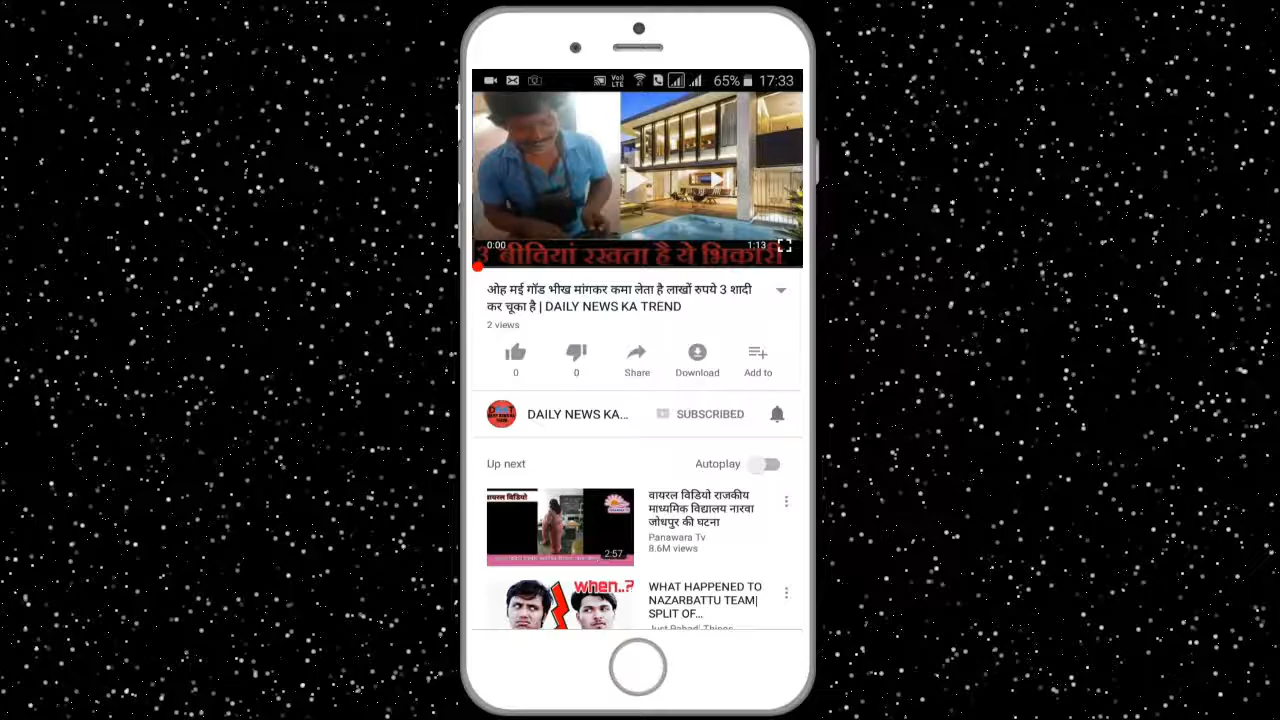 65% 17:33
0:00
1:13
3 बीवियां रखता है ये भिकारी
ओह मई गॉड भीख मांगकर कमा लेता है लाखों रुपये 3 शादी
कर चूका है | DAILY NEWS KA TREND
2 views
0 0 Share Download Add to
DAILY NEWS KA... SUBSCRIBED
Up next Autoplay
वायरल विडियो
2:57
वायरल विडियो राजकीय
माध्यमिक विद्यालय नारवा
जोधपुर की घटना
Panawara Tv
8.6M views
when..?
WHAT HAPPENED TO
NAZARBATTU TEAM|
SPLIT OF...